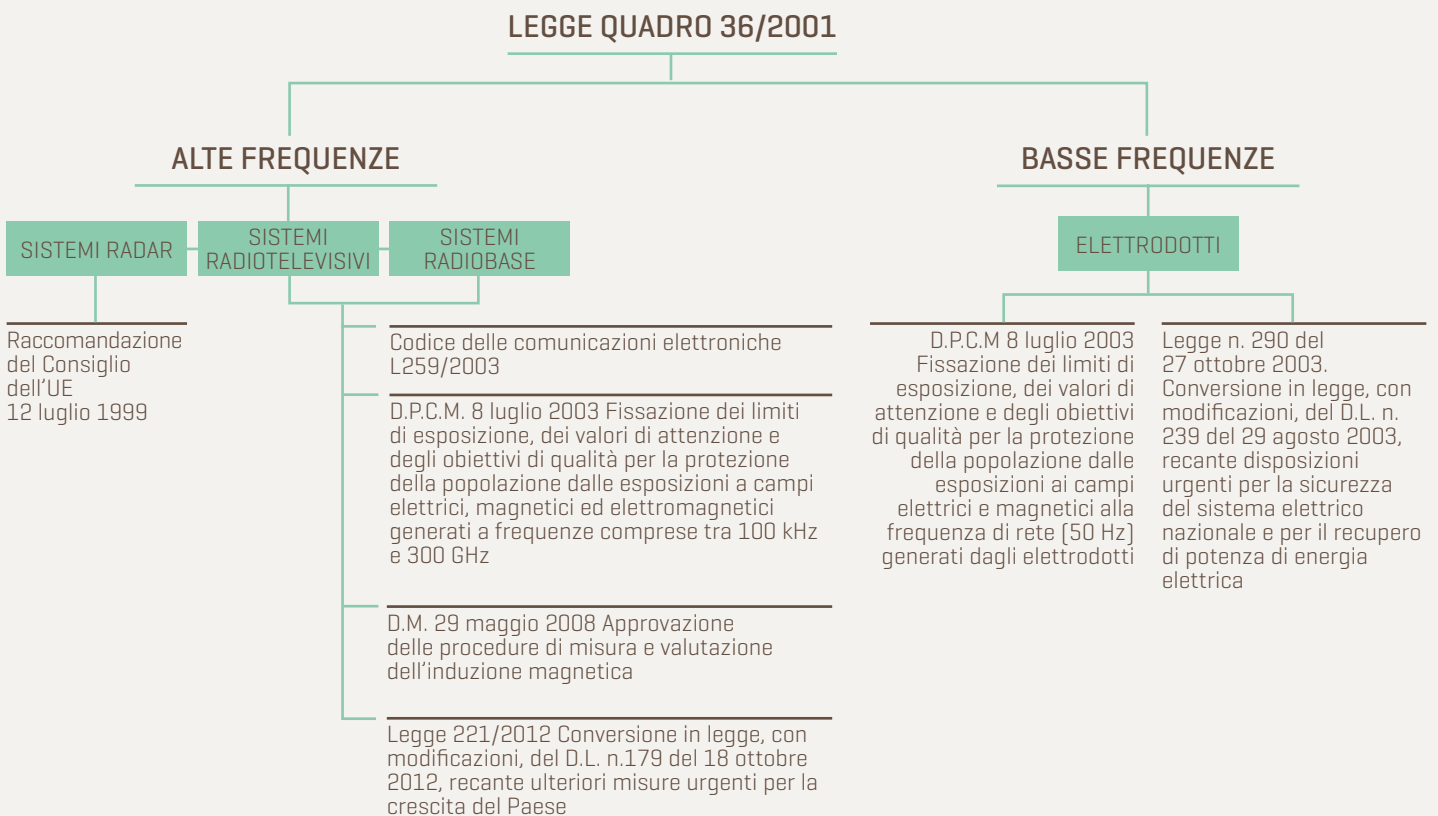 LEGGE QUADRO 36/2001
ALTE FREQUENZE
BASSE FREQUENZE
SISTEMI RADAR
SISTEMI
RADIOTELEVISIVI
SISTEMI
RADIOBASE
ELETTRODOTTI
Raccomandazione
del Consiglio
dell'UE
12 luglio 1999
Codice delle comunicazioni elettroniche
L259/2003
D.P.C.M. 8 luglio 2003 Fissazione dei limiti
di esposizione, dei valori di attenzione e
degli obiettivi di qualità per la protezione
della popolazione dalle esposizioni a campi
elettrici, magnetici ed elettromagnetici
generati a frequenze comprese tra 100 kHz
e 300 GHz
D.M. 29 maggio 2008 Approvazione
delle procedure di misura e valutazione
dell'induzione magnetica
Legge 221/2012 Conversione in legge, con
modificazioni, del D.L. n.179 del 18 ottobre
2012, recante ulteriori misure urgenti per la
crescita del Paese
D.P.C.M 8 luglio 2003
Fissazione dei limiti di
esposizione, dei valori di
attenzione e degli obiettivi
di qualità per la protezione
della popolazione dalle
esposizioni ai campi
elettrici e magnetici alla
frequenza di rete (50 Hz)
generati dagli elettrodotti
Legge n. 290 del
27 ottobre 2003.
Conversione in legge, con
modificazioni, del D.L. n.
239 del 29 agosto 2003,
recante disposizioni
urgenti per la sicurezza
del sistema elettrico
nazionale e per il recupero
di potenza di energia
elettrica